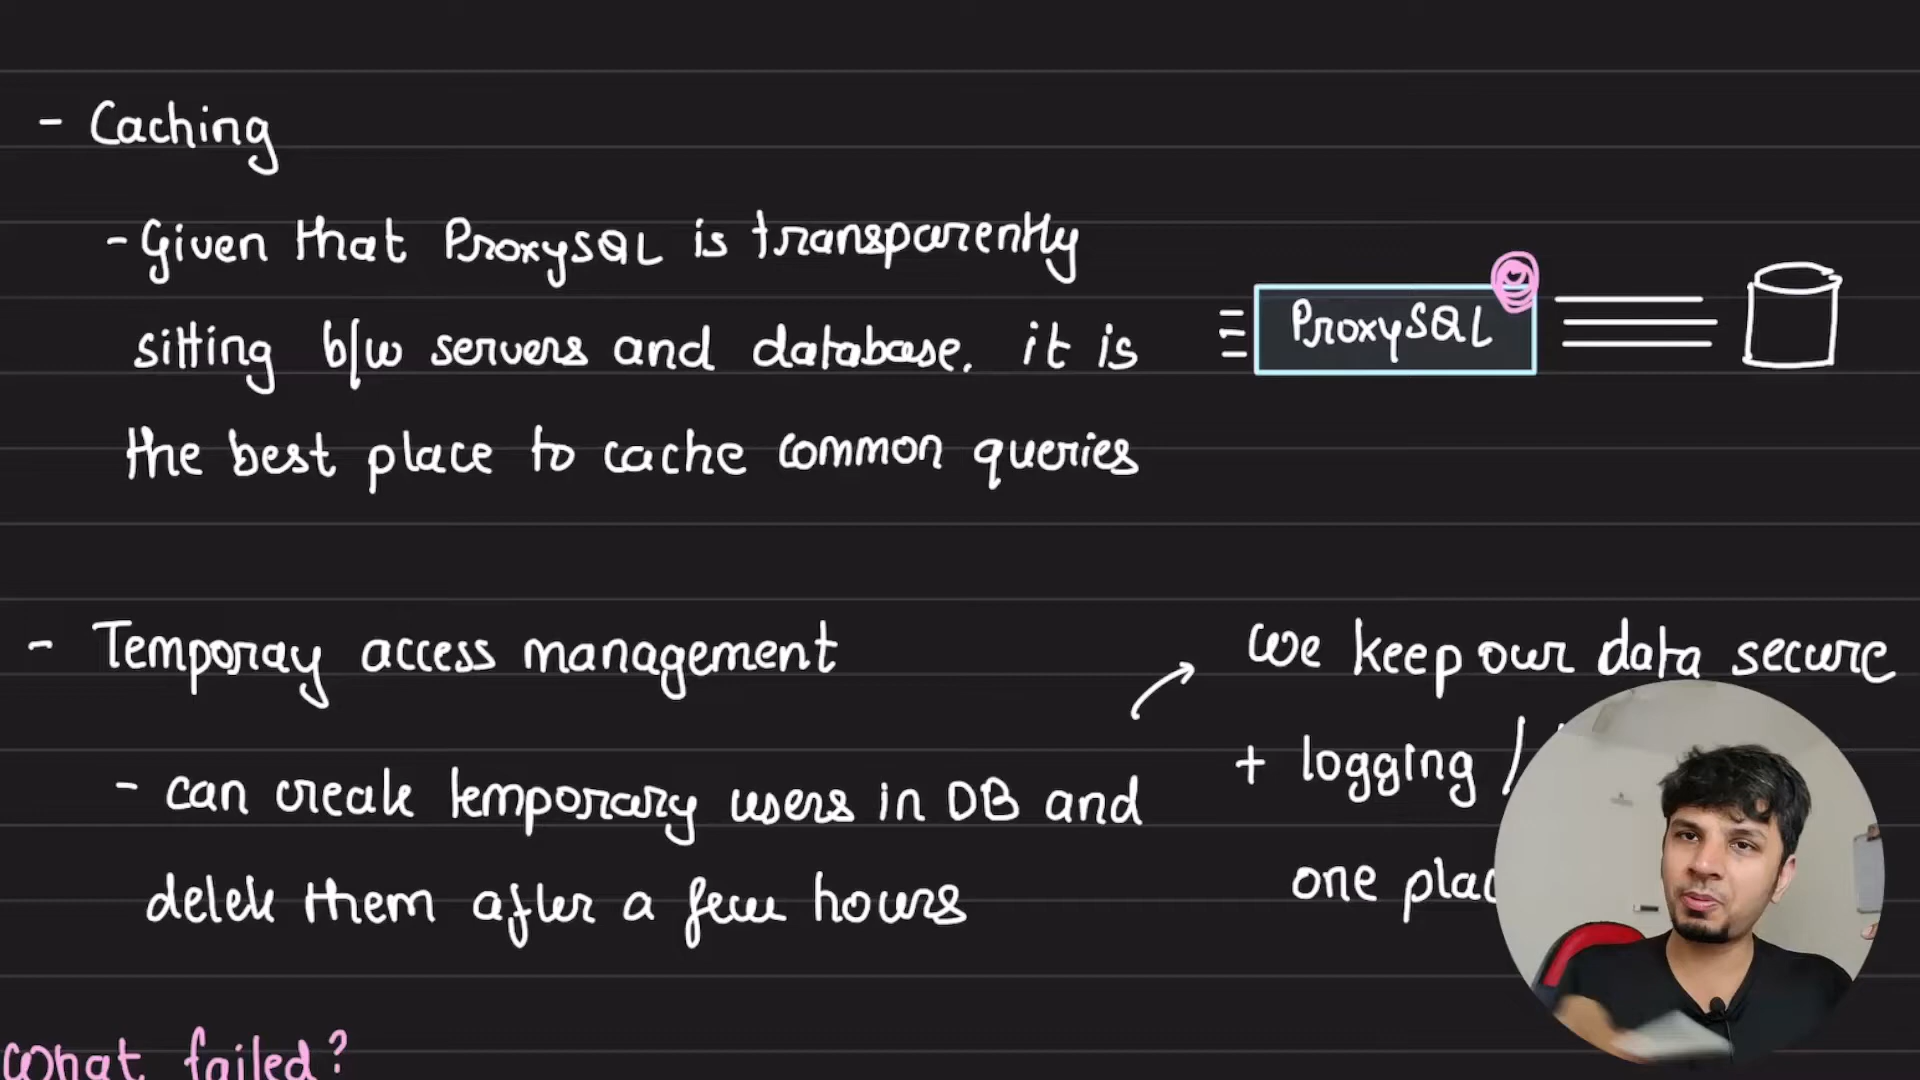 - Caching
- Given that ProxySQL is transparently
sitting b/w servers and database. it is
the best place to cache common queries
ProxySQL
- Temporay access management
- can create temporary users in DB and
delete them after a few hours
we keep our data secure
+ logging /
one
What failed?